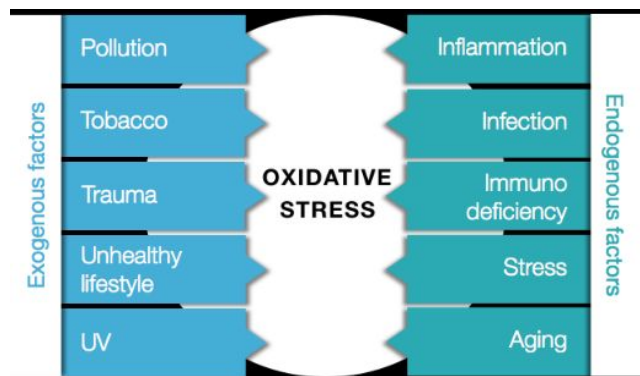 Exogenous factors
Pollution
Tobacco
Trauma
Unhealthy
lifestyle
UV
OXIDATIVE
STRESS
Inflammation
Infection
Immuno
deficiency
Stress
Aging
Endogenous factors